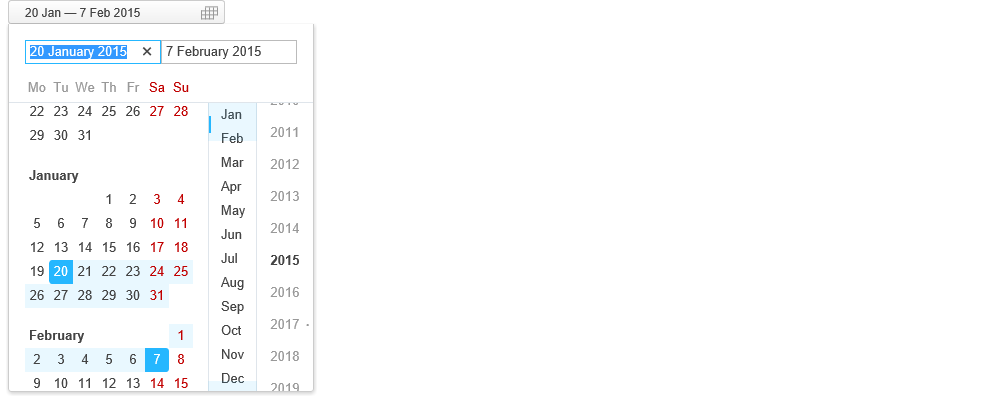 20 Jan — 7 Feb 2015
20 January 2015 × 7 February 2015
Mo Tu We Th Fr Sa Su
22 23 24 25 26 27 28
29 30 31
January
1 2 3 4
5 6 7 8 9 10 11
12 13 14 15 16 17 18
19 20 21 22 23 24 25
26 27 28 29 30 31
February 1
2 3 4 5 6 7 8
9 10 11 12 13 14 15
Jan
Feb
Mar
Apr
May
Jun
Jul
Aug
Sep
Oct
Nov
Dec
2010
2011
2012
2013
2014
2015
2016
2017
2018
2019